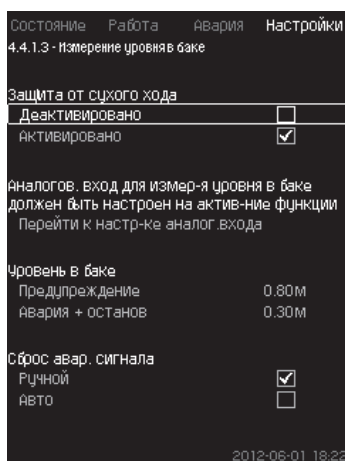 Состояние Работа Авария Настройки
4.4.1.3 - Измерение уровня в баке
Защита от сухого хода
Деактивировано
Активировано
Аналогов. вход для измер-я уровня в баке
должен быть настроен на актив-ние функции
Перейти к настр-ке аналог.входа
Уровень в баке
Предупреждение 0.80м
Авария + останов 0.30м
Сброс авар. сигнала
Ручной
Авто
2012-06-01 18:22